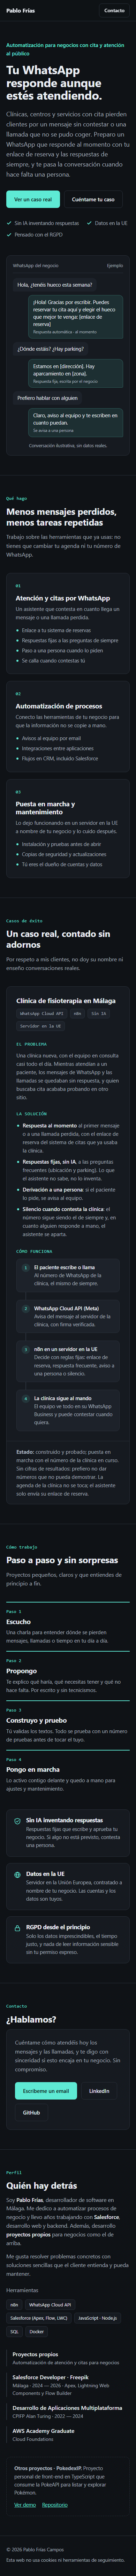 Pablo Frías
Contacto
Automatización para negocios con cita y atención
al público
Tu WhatsApp
responde aunque
estés atendiendo.
Clínicas, centros y servicios con cita pierden
clientes por un mensaje sin contestar o una
llamada que no se pudo coger. Preparo un
WhatsApp que responde al momento con tu
enlace de reserva y las respuestas de
siempre, y te pasa la conversación cuando
hace falta una persona.
Ver un caso real
Cuéntame tu caso
Sin IA inventando respuestas
Datos en la UE
Pensado con el RGPD
WhatsApp del negocio
Ejemplo
Hola, ¿tenéis hueco esta semana?
¡Hola! Gracias por escribir. Puedes
reservar tu cita aquí y elegir el hueco
que mejor te venga: [enlace de
reserva]
Respuesta automática · al momento
¿Dónde estáis? ¿Hay parking?
Estamos en [dirección]. Hay
aparcamiento en [zona].
Respuesta fija, escrita por el negocio
Prefiero hablar con alguien
Claro, aviso al equipo y te escriben en
cuanto puedan.
Se avisa a una persona
Conversación ilustrativa, sin datos reales.
Qué hago
Menos mensajes perdidos,
menos tareas repetidas
Trabajo sobre las herramientas que ya usas: no
tienes que cambiar tu agenda ni tu número de
WhatsApp.
01
Atención y citas por WhatsApp
Un asistente que contesta en cuanto llega un
mensaje o una llamada perdida.
Enlace a tu sistema de reservas
Respuestas fijas a las preguntas de siempre
Paso a una persona cuando lo piden
Se calla cuando contestas tú
02
Automatización de procesos
Conecto las herramientas de tu negocio para
que la información no se copie a mano.
Avisos al equipo por email
Integraciones entre aplicaciones
Flujos en CRM, incluido Salesforce
03
Puesta en marcha y
mantenimiento
Lo dejo funcionando en un servidor en la UE
a nombre de tu negocio y lo cuido después.
Instalación y pruebas antes de abrir
Copias de seguridad y actualizaciones
Tú eres el dueño de cuentas y datos
Casos de éxito
Un caso real, contado sin
adornos
Por respeto a mis clientes, no doy su nombre ni
enseño conversaciones reales.
Clínica de fisioterapia en Málaga
WhatsApp Cloud API
n8n
Sin IA
Servidor en la UE
EL PROBLEMA
Una clínica nueva, con el equipo en cabina
casi todo el día. Mientras atienden a un
paciente, los mensajes de WhatsApp y las
llamadas se quedaban esperando, y quien
no recibe respuesta pronto acaba pidiendo
cita en otro sitio.
LA SOLUCIÓN
Respuesta al momento al primer mensaje
o a una llamada perdida, con el enlace de
reserva del sistema de citas que ya usaba
la clínica.
Respuestas fijas, sin IA, a las preguntas
frecuentes (ubicación y parking). Lo que
el asistente no sabe, no lo inventa.
Derivación a una persona: si el paciente
lo pide, se avisa al equipo.
Silencio cuando contesta la clínica: el
número sigue siendo el de siempre, y en
cuanto alguien responde a mano, el
asistente se aparta.
CÓMO FUNCIONA
1
El paciente escribe o llama
Al número de WhatsApp de la
clínica, el mismo de siempre.
2
WhatsApp Cloud API (Meta)
Avisa del mensaje al servidor de la
clínica, con firma verificada.
3
n8n en un servidor en la UE
Decide con reglas fijas: enlace de
reserva, respuesta frecuente, aviso a
una persona o silencio.
4
La clínica sigue al mando
El equipo ve todo en su WhatsApp
Business y puede contestar cuando
quiera.
Estado: construido y probado; puesta en
marcha con el número de la clínica en curso.
Sin cifras de resultados: prefiero no dar
números que no pueda demostrar. La
agenda de la clínica no se toca; el asistente
solo envía su enlace de reservas.
Cómo trabajo
Paso a paso y sin sorpresas
Proyectos pequeños, claros y que entiendes de
principio a fin.
Paso 1
Escucho
Una charla para entender dónde se pierden
mensajes, llamadas o tiempo en tu día a día.
Paso 2
Propongo
Te explico qué haría, qué necesitas tener y qué no
hace falta. Por escrito y sin tecnicismos.
Paso 3
Construyo y pruebo
Tú validas los textos. Todo se prueba con un número
de pruebas antes de tocar el tuyo.
Paso 4
Pongo en marcha
Lo activo contigo delante y quedo a mano para
ajustes y mantenimiento.
Sin IA inventando respuestas
Respuestas fijas que escribe y aprueba tu
negocio. Si algo no está previsto, contesta
una persona.
Datos en la UE
Servidor en la Unión Europea, contratado a
nombre de tu negocio. Las cuentas y los
datos son tuyos.
RGPD desde el principio
Solo los datos imprescindibles, el mínimo de
tiempo justo, y nada de leer información sensible
sin tu permiso expreso.
Contacto
¿Hablamos?
Cuéntame cómo atendéis hoy los
mensajes y las llamadas, y te digo con
sinceridad si esto encaja en tu negocio. Sin
compromiso.
Escríbeme un email
LinkedIn
GitHub
Perfil
Quién hay detrás
Soy Pablo Frías, desarrollador de software en
Málaga. Me dedico a automatizar procesos de
negocio y llevo años trabajando con Salesforce,
desarrollo web y backend. Además, desarrollo
proyectos propios para negocios como el de
arriba.
Me gusta resolver problemas concretos con
soluciones sencillas que el cliente entienda y pueda
mantener.
Herramientas
n8n
WhatsApp Cloud API
Salesforce (Apex, Flow, LWC)
JavaScript · Node.js
SQL
Docker
Proyectos propios
Automatización de atención y citas para negocios
Salesforce Developer · Freepik
Málaga · 2024 — 2026 · Apex, Lightning Web
Components y Flow Builder
Desarrollo de Aplicaciones Multiplataforma
CPIFP Alan Turing · 2022 — 2024
AWS Academy Graduate
Cloud Foundations
Otros proyectos · PokedexIP. Proyecto
personal de front-end en TypeScript que
consume la PokeAPI para listar y explorar
Pokémon.
Ver demo
Repositorio
© 2026 Pablo Frías Campos
Esta web no usa cookies ni herramientas de seguimiento.